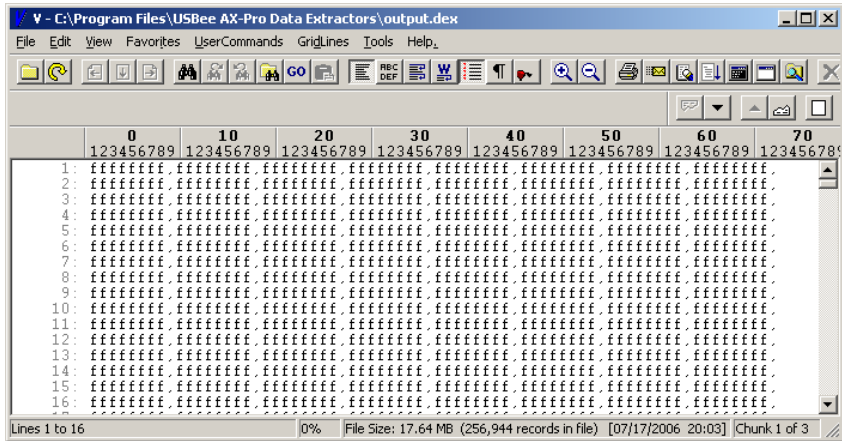 V - C:\Program Files\USBee AX-Pro Data Extractors\output.dex
File Edit View Favorites UserCommands GridLines Tools Help.
GO ABC DEF
0 10 20 30 40 50 60 70
123456789 123456789 123456789 123456789 123456789 123456789 123456789 123456789
1: ffffffff,ffffffff,ffffffff,ffffffff,ffffffff,ffffffff,ffffffff,ffffffff,
2: ffffffff,ffffffff,ffffffff,ffffffff,ffffffff,ffffffff,ffffffff,ffffffff,
3: ffffffff,ffffffff,ffffffff,ffffffff,ffffffff,ffffffff,ffffffff,ffffffff,
4: ffffffff,ffffffff,ffffffff,ffffffff,ffffffff,ffffffff,ffffffff,ffffffff,
5: ffffffff,ffffffff,ffffffff,ffffffff,ffffffff,ffffffff,ffffffff,ffffffff,
6: ffffffff,ffffffff,ffffffff,ffffffff,ffffffff,ffffffff,ffffffff,ffffffff,
7: ffffffff,ffffffff,ffffffff,ffffffff,ffffffff,ffffffff,ffffffff,ffffffff,
8: ffffffff,ffffffff,ffffffff,ffffffff,ffffffff,ffffffff,ffffffff,ffffffff,
9: ffffffff,ffffffff,ffffffff,ffffffff,ffffffff,ffffffff,ffffffff,ffffffff,
10: ffffffff,ffffffff,ffffffff,ffffffff,ffffffff,ffffffff,ffffffff,ffffffff,
11: ffffffff,ffffffff,ffffffff,ffffffff,ffffffff,ffffffff,ffffffff,ffffffff,
12: ffffffff,ffffffff,ffffffff,ffffffff,ffffffff,ffffffff,ffffffff,ffffffff,
13: ffffffff,ffffffff,ffffffff,ffffffff,ffffffff,ffffffff,ffffffff,ffffffff,
14: ffffffff,ffffffff,ffffffff,ffffffff,ffffffff,ffffffff,ffffffff,ffffffff,
15: ffffffff,ffffffff,ffffffff,ffffffff,ffffffff,ffffffff,ffffffff,ffffffff,
16: ffffffff,ffffffff,ffffffff,ffffffff,ffffffff,ffffffff,ffffffff,ffffffff,
Lines 1 to 16 0% File Size: 17.64 MB (256,944 records in file) [07/17/2006 20:03] Chunk 1 of 3